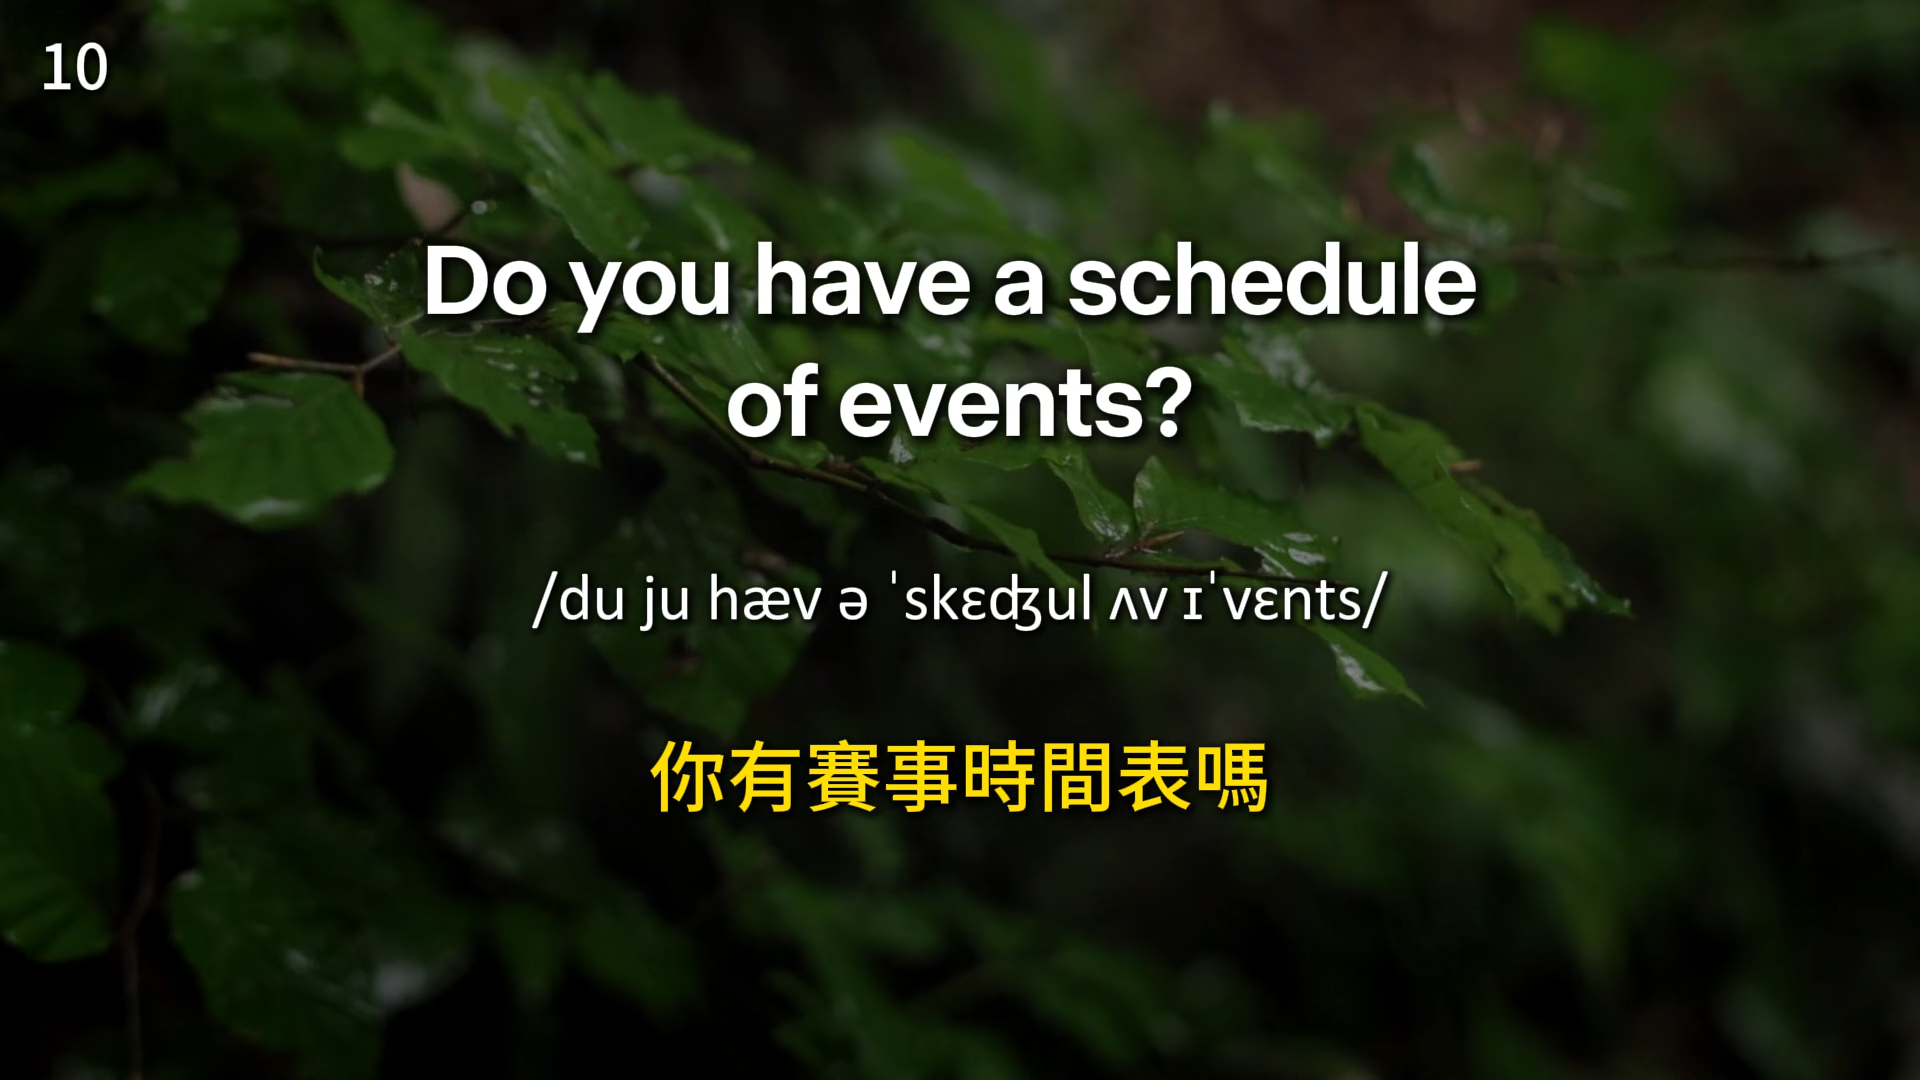 10
Do you have a schedule
of events?
/du ju hæv ə ˈskɛʤul ʌv ɪˈvɛnts/
你有賽事時間表嗎